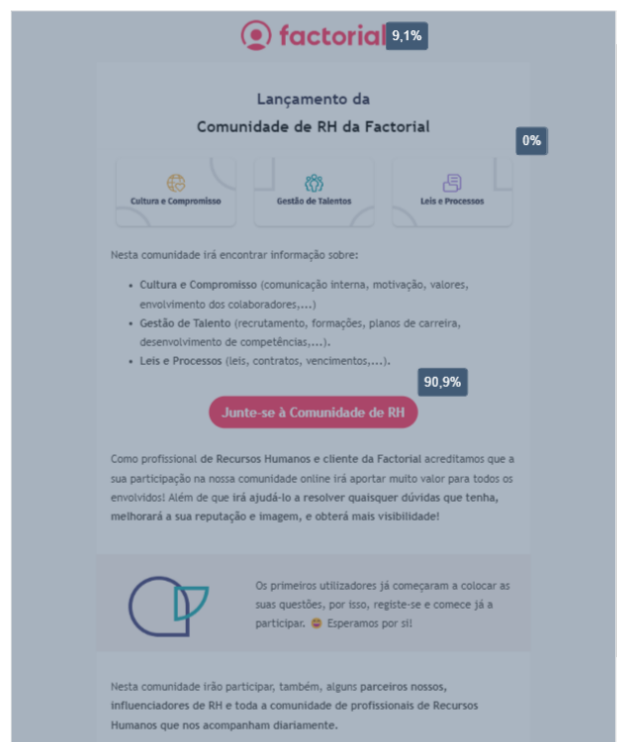 factorial
9,1%
Lançamento da
Comunidade de RH da Factorial
0%
Cultura e Compromisso
Gestão de Talentos
Leis e Processos
Nesta comunidade irá encontrar informação sobre:
• Cultura e Compromisso (comunicação interna, motivação, valores,
envolvimento dos colaboradores,...)
• Gestão de Talento (recrutamento, formações, planos de carreira,
desenvolvimento de competências,...).
• Leis e Processos (leis, contratos, vencimentos,...).
90,9%
Junte-se à Comunidade de RH
Como profissional de Recursos Humanos e cliente da Factorial acreditamos que a
sua participação na nossa comunidade online irá aportar muito valor para todos os
envolvidos! Além de que irá ajudá-lo a resolver quaisquer dúvidas que tenha,
melhorará a sua reputação e imagem, e obterá mais visibilidade!
Os primeiros utilizadores já começaram a colocar as
suas questões, por isso, registe-se e comece já a
participar. 😀 Esperamos por si!
Nesta comunidade irão participar, também, alguns parceiros nossos,
influenciadores de RH e toda a comunidade de profissionais de Recursos
Humanos que nos acompanham diariamente.